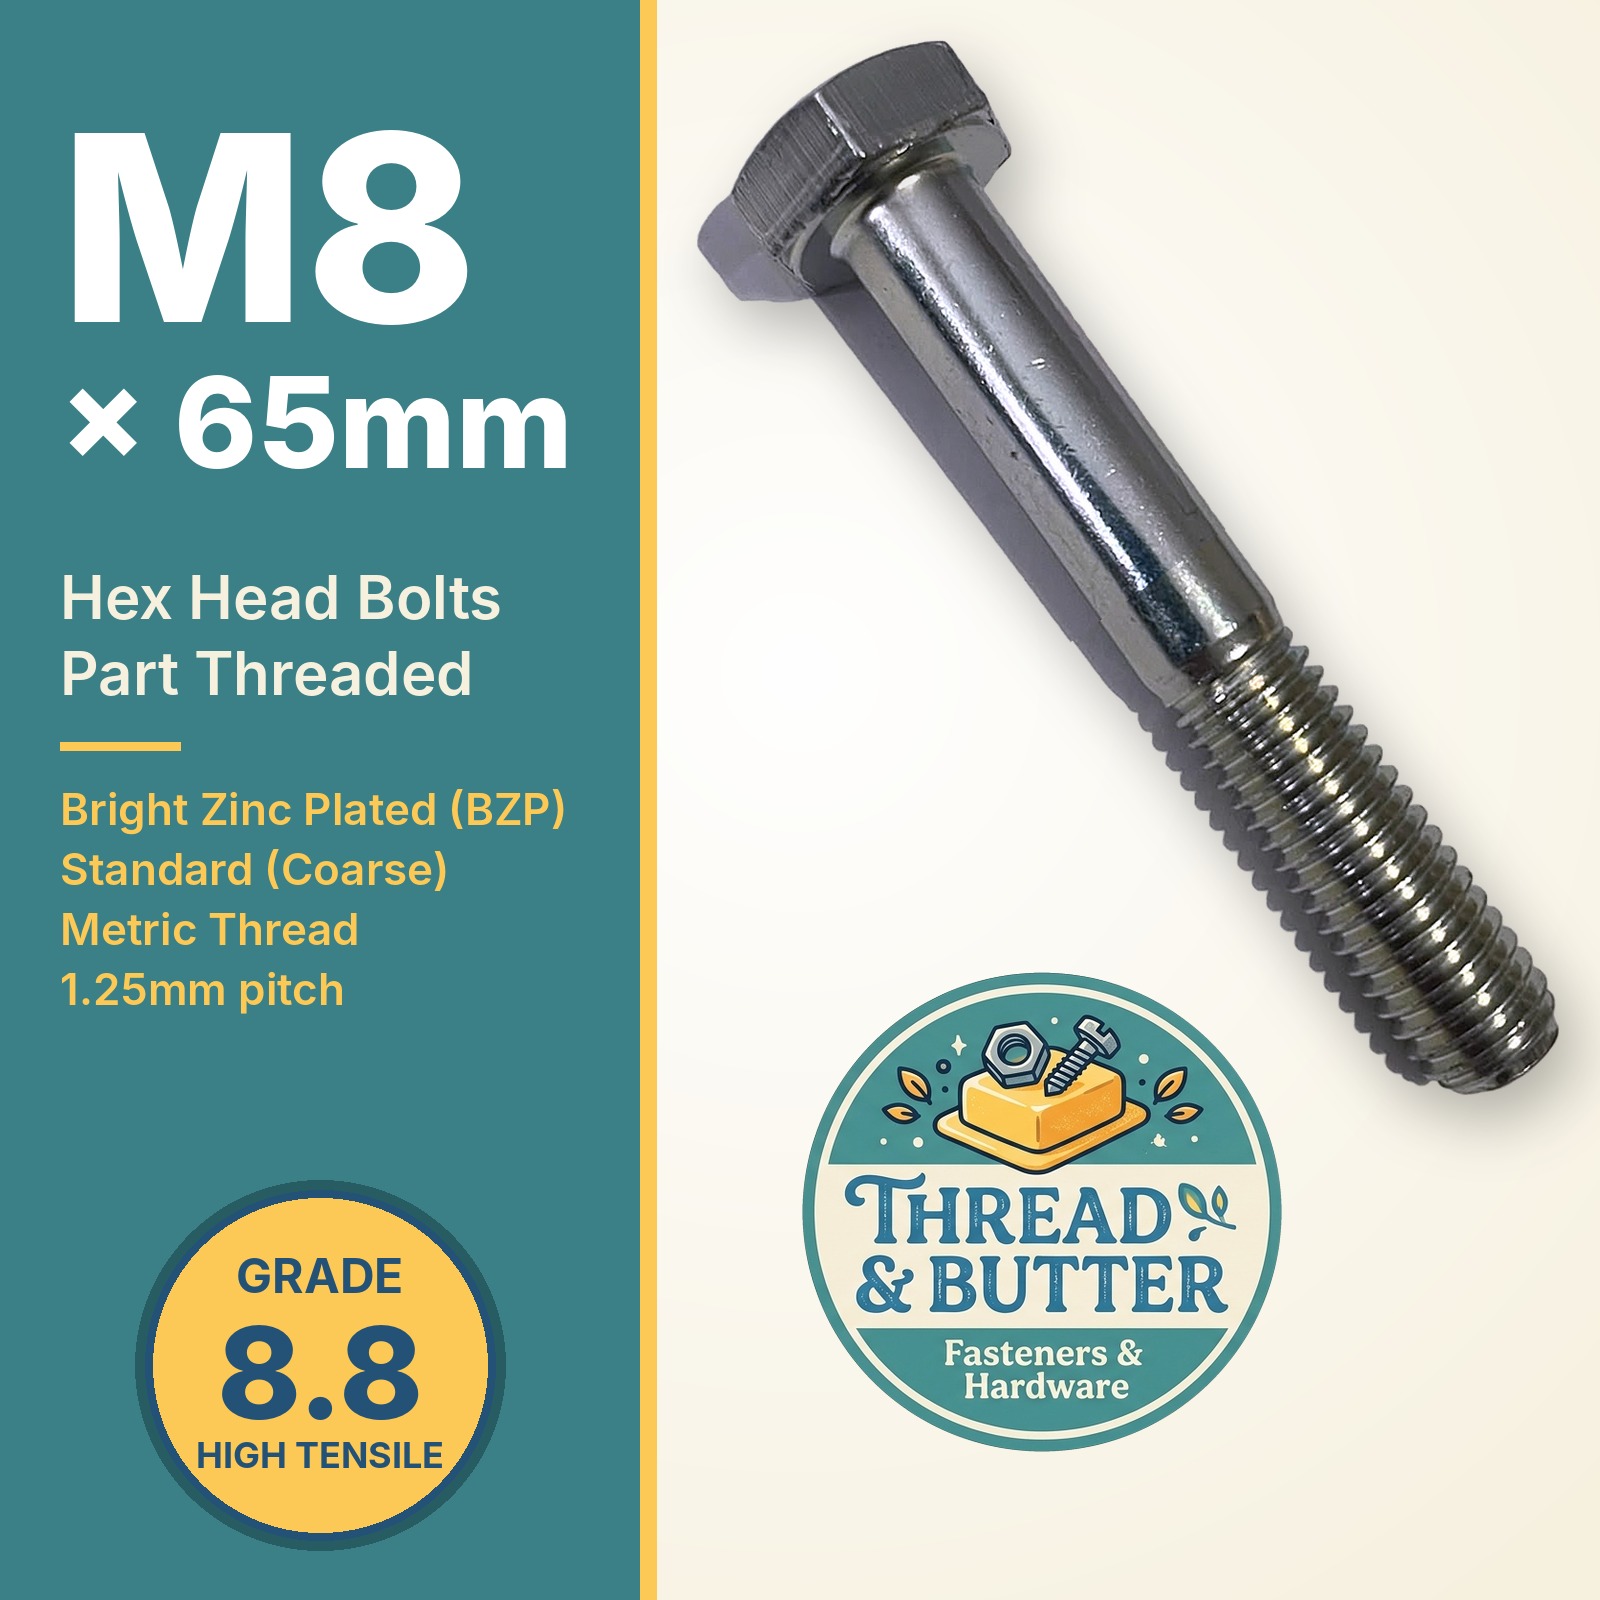 M8
× 65mm
Hex Head Bolts
Part Threaded
Bright Zinc Plated (BZP)
Standard (Coarse)
Metric Thread
1.25mm pitch
GRADE
8.8
HIGH TENSILE
THREAD
& BUTTER
Fasteners &
Hardware